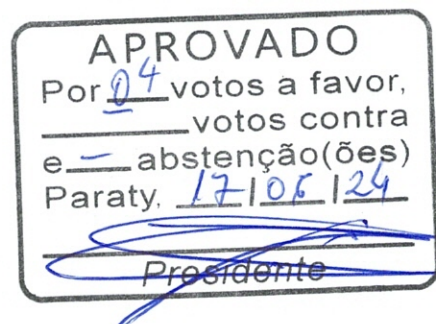 APROVADO
Por 04 votos a favor,
votos contra
e — abstenção(ões)
Paraty, 17/06/24
Presidente